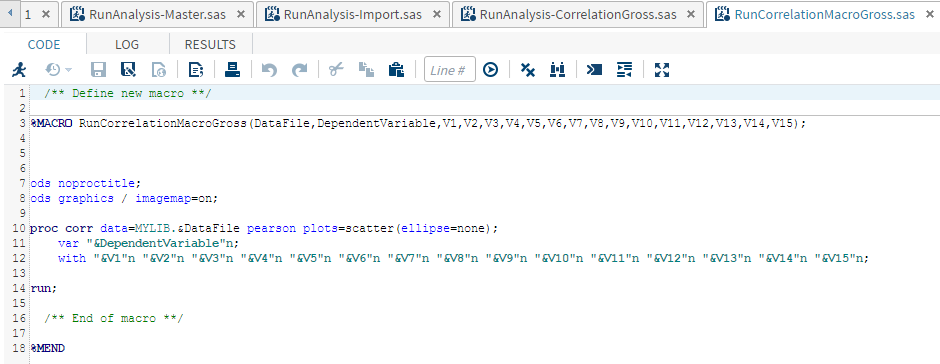 1 × RunAnalysis-Master.sas × RunAnalysis-Import.sas × RunAnalysis-CorrelationGross.sas × RunCorrelationMacroGross.sas ×
CODE LOG RESULTS
Line #
1 /** Define new macro **/
2
3 %MACRO RunCorrelationMacroGross(DataFile,DependentVariable,V1,V2,V3,V4,V5,V6,V7,V8,V9,V10,V11,V12,V13,V14,V15);
4
5
6
7 ods noproctitle;
8 ods graphics / imagemap=on;
9
10 proc corr data=MYLIB.&DataFile pearson plots=scatter(ellipse=none);
11 var "&DependentVariable"n;
12 with "&V1"n "&V2"n "&V3"n "&V4"n "&V5"n "&V6"n "&V7"n "&V8"n "&V9"n "&V10"n "&V11"n "&V12"n "&V13"n "&V14"n "&V15"n;
13
14 run;
15
16 /** End of macro **/
17
18 %MEND